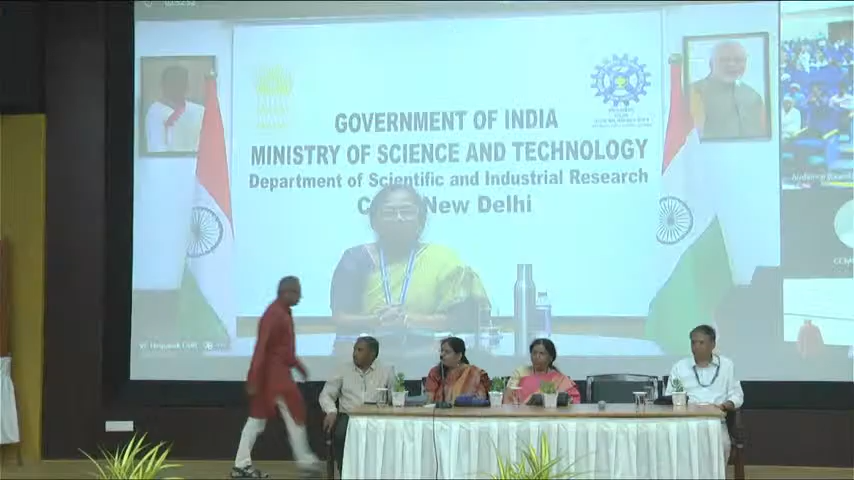 GOVERNMENT OF INDIA
MINISTRY OF SCIENCE AND TECHNOLOGY
Department of Scientific and Industrial Research
New Delhi